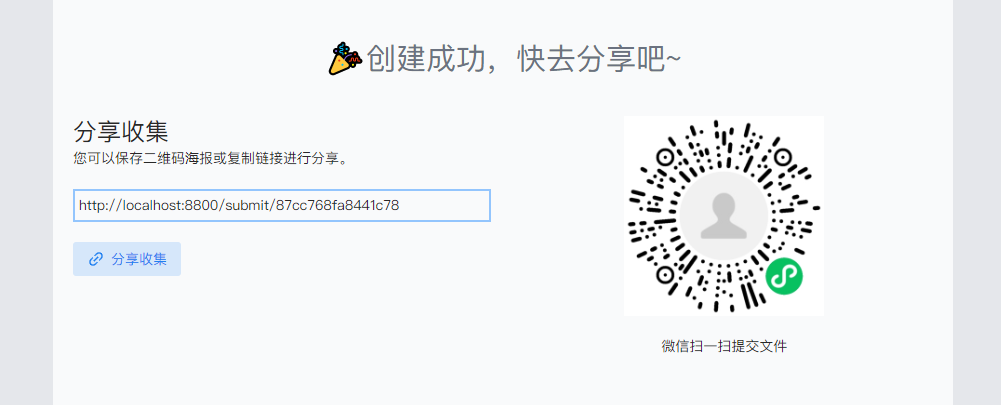 创建成功，快去分享吧~
分享收集
您可以保存二维码海报或复制链接进行分享。
http://localhost:8800/submit/87cc768fa8441c78
分享收集
微信扫一扫提交文件